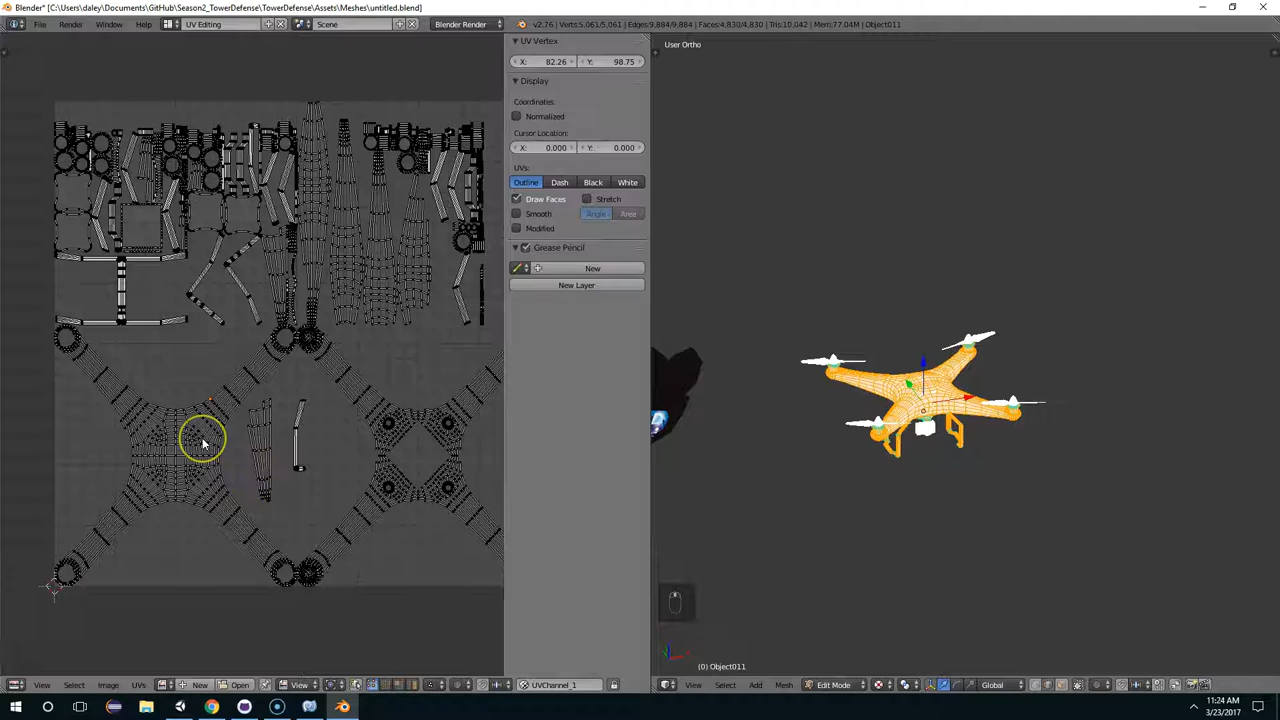 Blender* [C:\Users\daley\Documents\GitHub\Season2_TowerDefense\TowerDefense\Assets\Meshes\untitled.blend]
File Render Window Help UV Editing Scene Blender Render v2.76 | Verts:5,061/5,061 | Edges:9,884/9,884 | Faces:4,830/4,830 | Tris:10,042 | Mem:77.04M | Object011
UV Vertex
X: 82.26 Y: 98.75
Display
Coordinates:
Normalized
Cursor Location:
X: 0.000 Y: 0.000
UVs:
Outline Dash Black White
Draw Faces Stretch
Smooth Angle Area
Modified
Grease Pencil
New
New Layer
User Ortho
(0) Object011
View Select Image UVs New Open View UVChannel_1 View Select Add Mesh Edit Mode Global
11:24 AM
3/23/2017